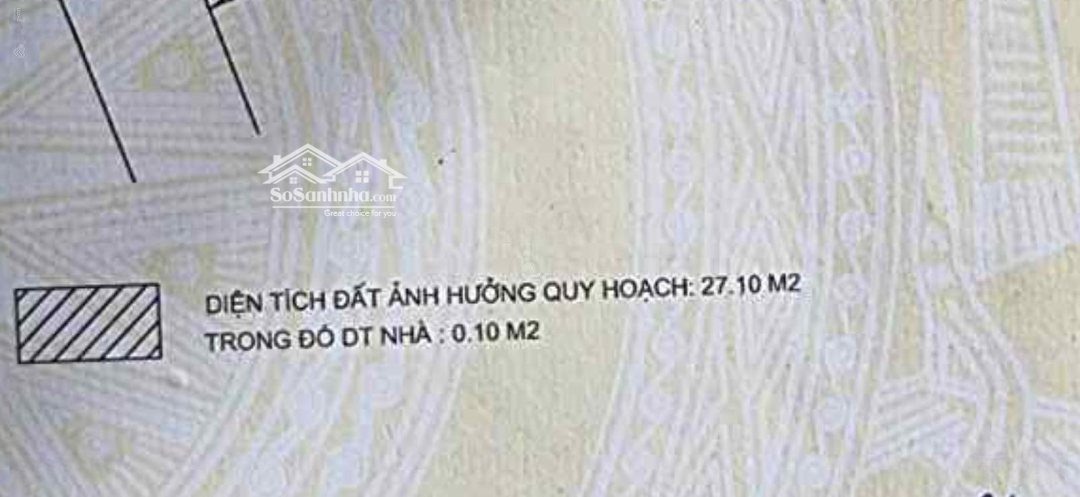 SoSanhnha.com
Great choice for you
DIỆN TÍCH ĐẤT ẢNH HƯỞNG QUY HOẠCH: 27.10 M2
TRONG ĐÓ DT NHÀ : 0.10 M2